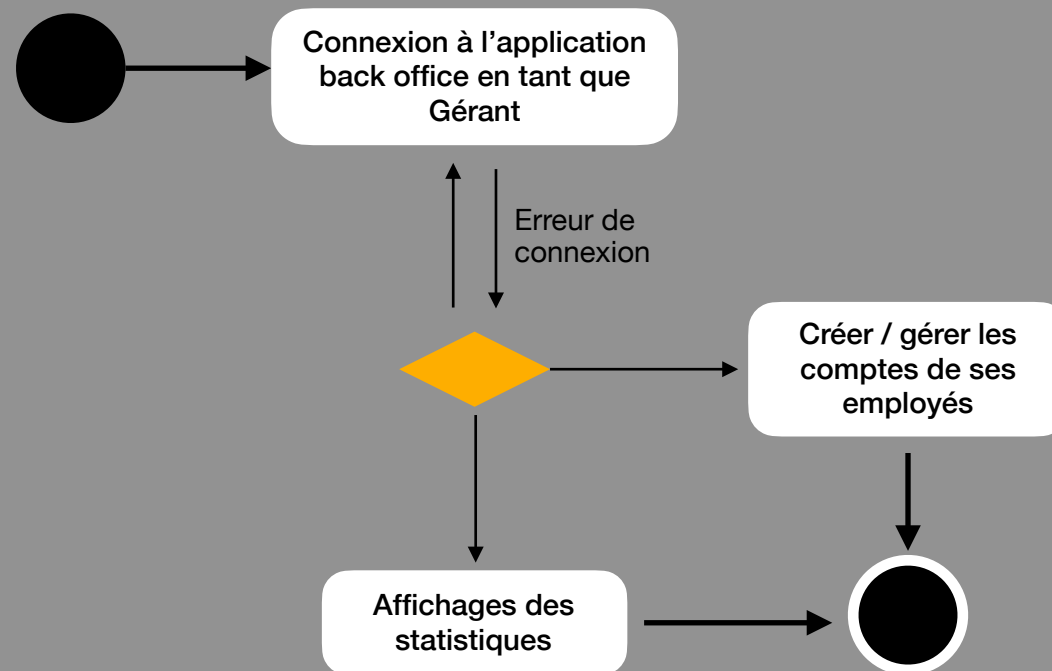 Connexion à l’application
back office en tant que
Gérant
Erreur de
connexion
Créer / gérer les
comptes de ses
employés
Affichages des
statistiques